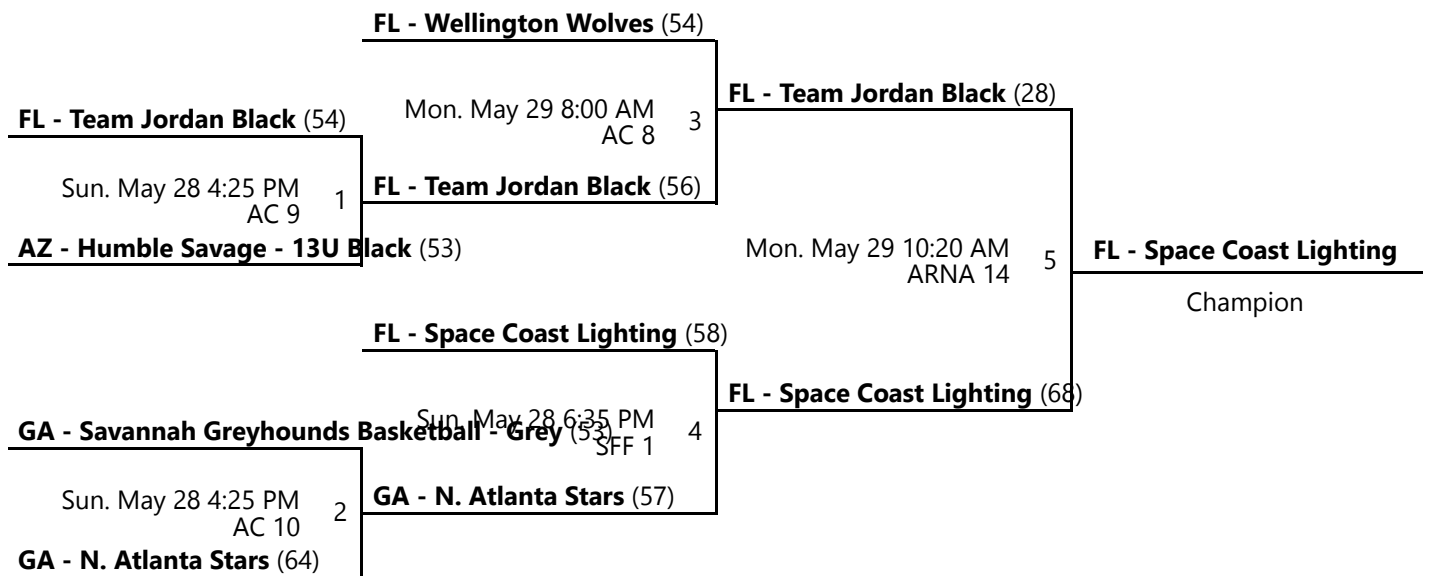 FL - Wellington Wolves (54)
FL - Team Jordan Black (28)
FL - Team Jordan Black (54)
Mon. May 29 8:00 AM
AC 8
3
Sun. May 28 4:25 PM
AC 9
1
FL - Team Jordan Black (56)
AZ - Humble Savage - 13U Black (53)
Mon. May 29 10:20 AM
ARNA 14
5
FL - Space Coast Lighting
Champion
FL - Space Coast Lighting (58)
FL - Space Coast Lighting (68)
Sun. May 28 6:35 PM
SFF 1
4
GA - Savannah Greyhounds Basketball - Grey (53)
Sun. May 28 4:25 PM
AC 10
2
GA - N. Atlanta Stars (57)
GA - N. Atlanta Stars (64)